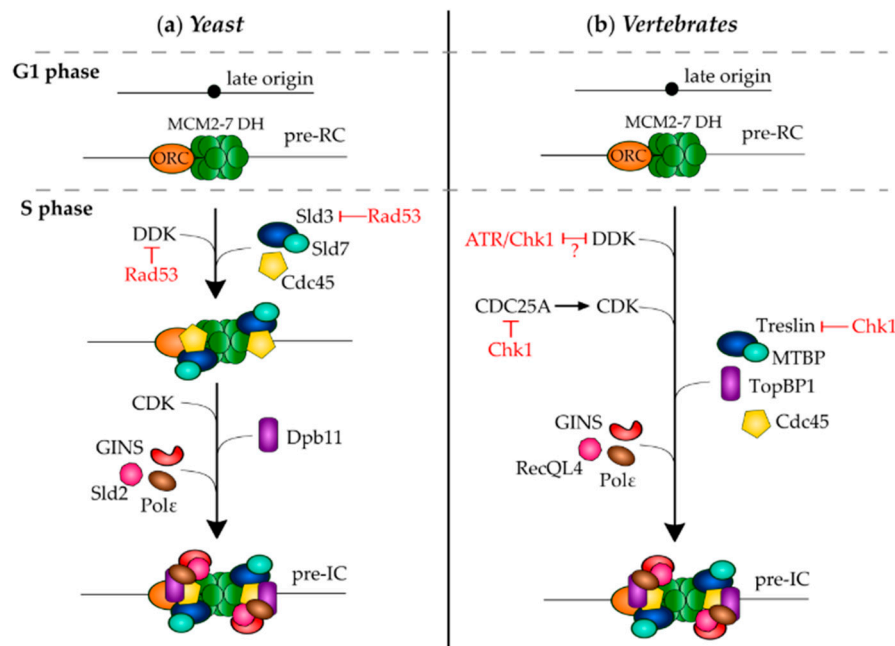 (a) Yeast
G1 phase
late origin
MCM2-7 DH
pre-RC
ORC
S phase
Sld3
Rad53
DDK
Sld7
Rad53
Cdc45
CDK
Dpb11
GINS
Sld2
Polε
pre-IC
(b) Vertebrates
late origin
MCM2-7 DH
pre-RC
ORC
ATR/Chk1
?
DDK
CDC25A
CDK
Chk1
Treslin
Chk1
MTBP
TopBP1
Cdc45
GINS
RecQL4
Polε
pre-IC